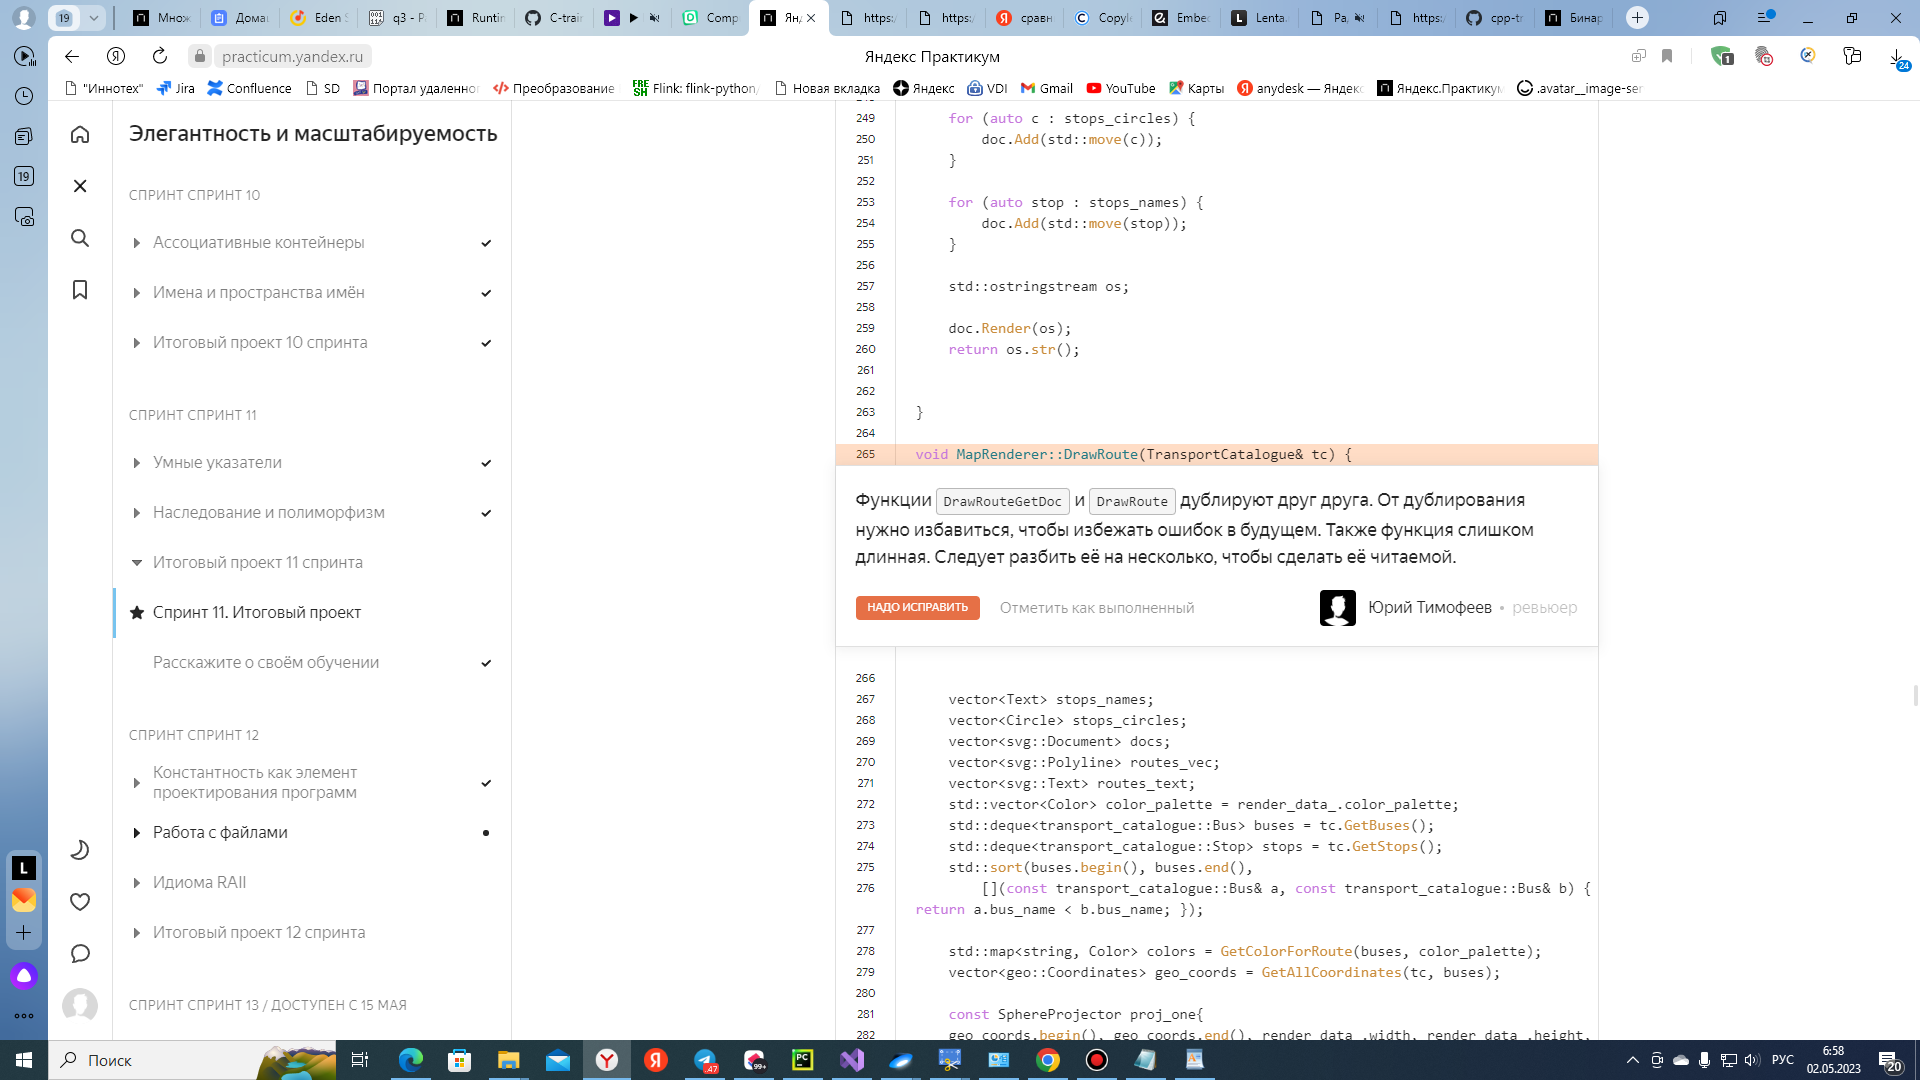 19
Множ
Домаш
Eden S
q3 - Р
Runtin
C-trair
Comp
Янд
https:/
https:/
сравн
Copyle
Embed
Lenta.
Ра
https:/
cpp-tr
Бинар
practicum.yandex.ru
Яндекс Практикум
1
24
"Иннотех"
Jira
Confluence
SD
Портал удаленног
Преобразование
Flink: flink-python/
Новая вкладка
Яндекс
VDI
Gmail
YouTube
Карты
anydesk — Яндекс
Яндекс.Практикум
.avatar__image-ser
19
Элегантность и масштабируемость
СПРИНТ СПРИНТ 10
Ассоциативные контейнеры
Имена и пространства имён
Итоговый проект 10 спринта
СПРИНТ СПРИНТ 11
Умные указатели
Наследование и полиморфизм
Итоговый проект 11 спринта
Спринт 11. Итоговый проект
Расскажите о своём обучении
СПРИНТ СПРИНТ 12
Константность как элемент
проектирования программ
Работа с файлами
Идиома RAII
Итоговый проект 12 спринта
СПРИНТ СПРИНТ 13 / ДОСТУПЕН С 15 МАЯ
249 for (auto c : stops_circles) {
250 doc.Add(std::move(c));
251 }
252
253 for (auto stop : stops_names) {
254 doc.Add(std::move(stop));
255 }
256
257 std::ostringstream os;
258
259 doc.Render(os);
260 return os.str();
261
262
263 }
264
265 void MapRenderer::DrawRoute(TransportCatalogue& tc) {
Функции DrawRouteGetDoc и DrawRoute дублируют друг друга. От дублирования
нужно избавиться, чтобы избежать ошибок в будущем. Также функция слишком
длинная. Следует разбить её на несколько, чтобы сделать её читаемой.
НАДО ИСПРАВИТЬ
Отметить как выполненный
Юрий Тимофеев • ревьюер
266
267 vector<Text> stops_names;
268 vector<Circle> stops_circles;
269 vector<svg::Document> docs;
270 vector<svg::Polyline> routes_vec;
271 vector<svg::Text> routes_text;
272 std::vector<Color> color_palette = render_data_.color_palette;
273 std::deque<transport_catalogue::Bus> buses = tc.GetBuses();
274 std::deque<transport_catalogue::Stop> stops = tc.GetStops();
275 std::sort(buses.begin(), buses.end(),
276 [](const transport_catalogue::Bus& a, const transport_catalogue::Bus& b) {
return a.bus_name < b.bus_name; });
277
278 std::map<string, Color> colors = GetColorForRoute(buses, color_palette);
279 vector<geo::Coordinates> geo_coords = GetAllCoordinates(tc, buses);
280
281 const SphereProjector proj_one{
282 geo_coords.begin(), geo_coords.end(), render_data_.width, render_data_.height,
L
Поиск
47
99+
РУС
6:58
02.05.2023
20